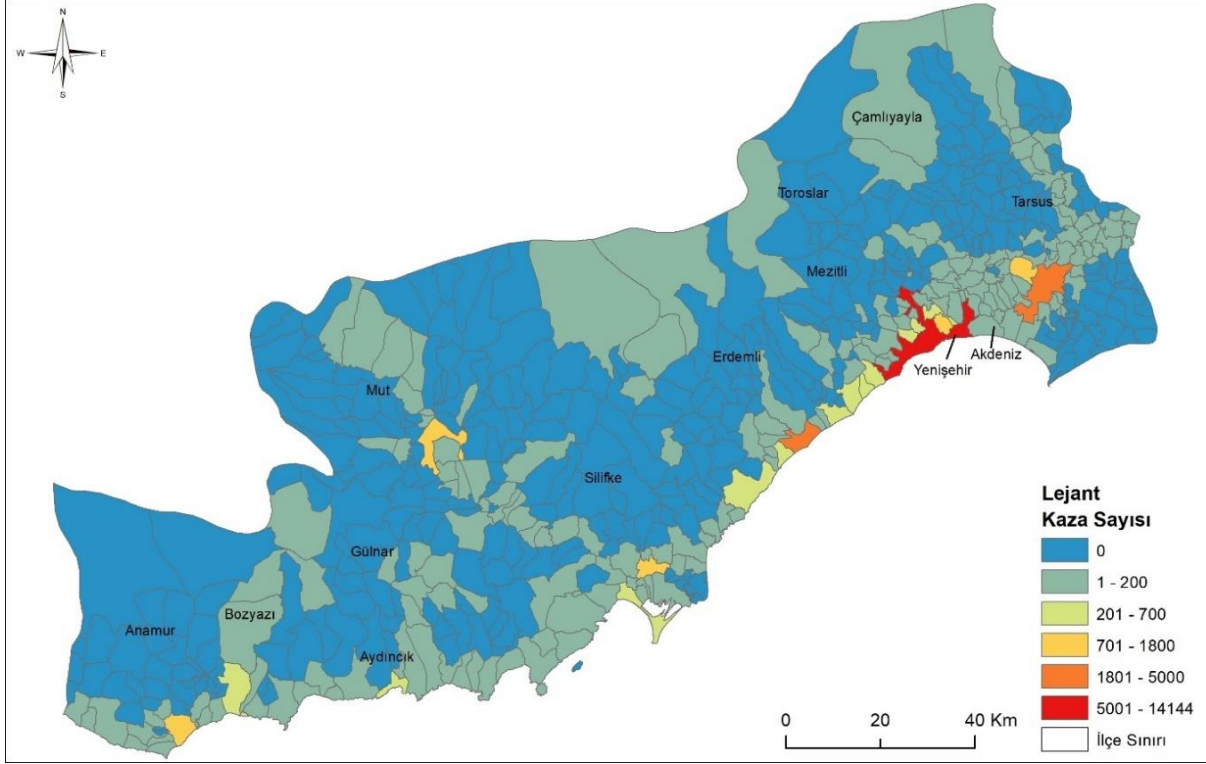 N
W E
S
Çamlıyayla
Toroslar
Tarsus
Mezitli
Erdemli
Akdeniz
Yenişehir
Mut
Silifke
Gülnar
Bozyazı
Anamur
Aydıncık
Lejant
Kaza Sayısı
0
1 - 200
201 - 700
701 - 1800
1801 - 5000
5001 - 14144
İlçe Sınırı
0 20 40 Km